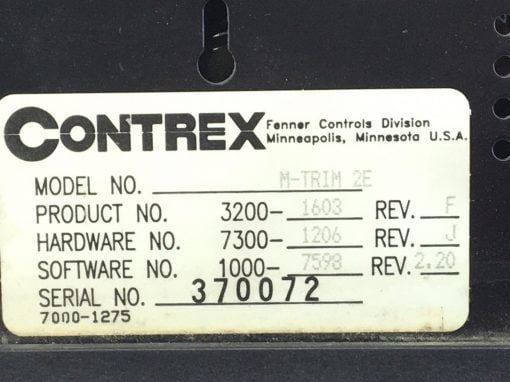 CONTREX Fenner Controls Division
Minneapolis, Minnesota U.S.A.
MODEL NO. M-TRIM 2E
PRODUCT NO. 3200-1603 REV. F
HARDWARE NO. 7300-1206 REV. J
SOFTWARE NO. 1000-7598 REV. 2.20
SERIAL NO. 370072
7000-1275